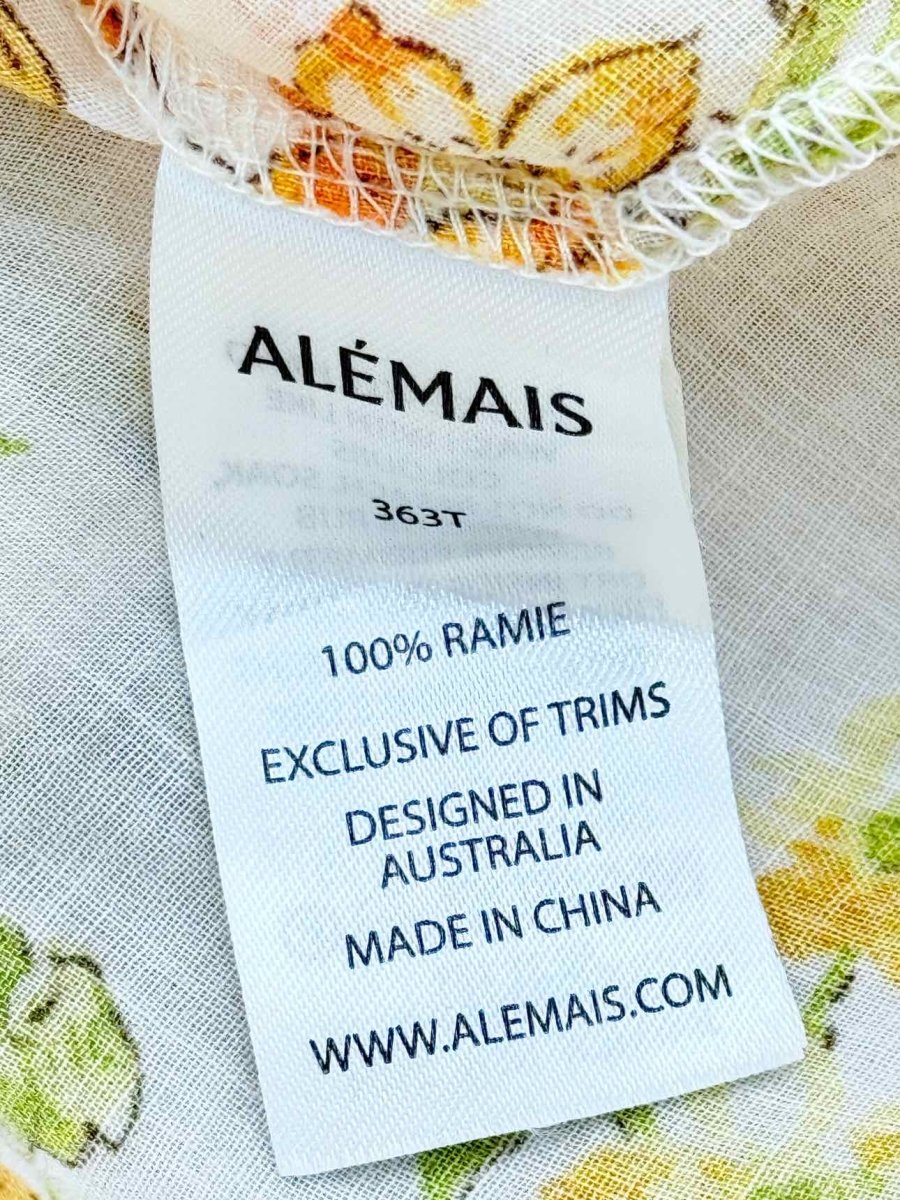 ALÉMAIS
363T
100% RAMIE
EXCLUSIVE OF TRIMS
DESIGNED IN
AUSTRALIA
MADE IN CHINA
WWW.ALEMAIS.COM